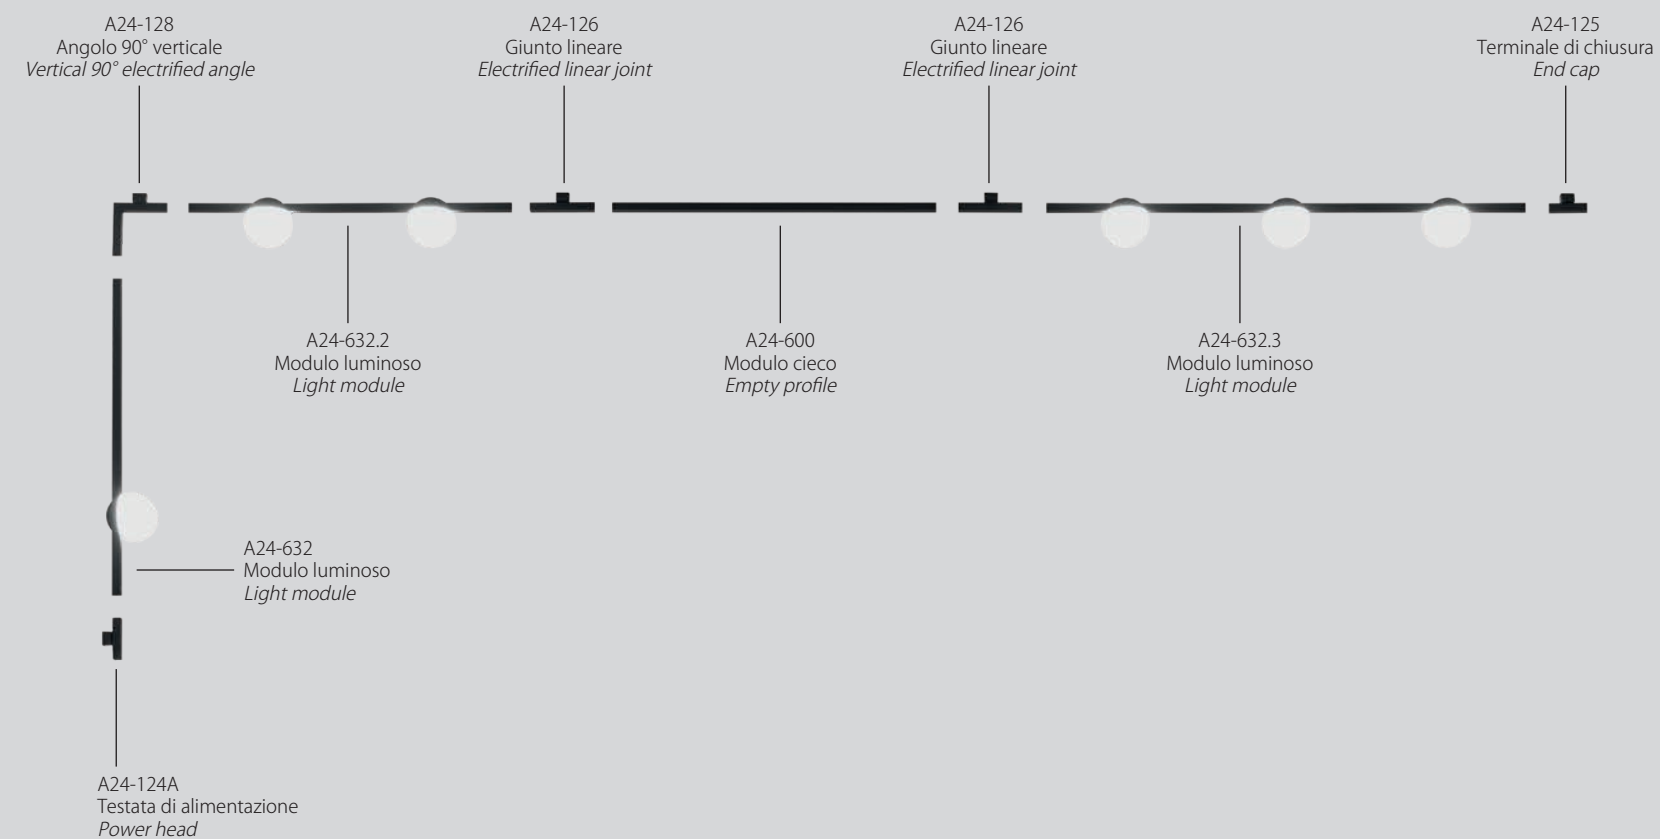 A24-128
Angolo 90° verticale
Vertical 90° electrified angle
A24-126
Giunto lineare
Electrified linear joint
A24-126
Giunto lineare
Electrified linear joint
A24-125
Terminale di chiusura
End cap
A24-632.2
Modulo luminoso
Light module
A24-600
Modulo cieco
Empty profile
A24-632.3
Modulo luminoso
Light module
A24-632
Modulo luminoso
Light module
A24-124A
Testata di alimentazione
Power head